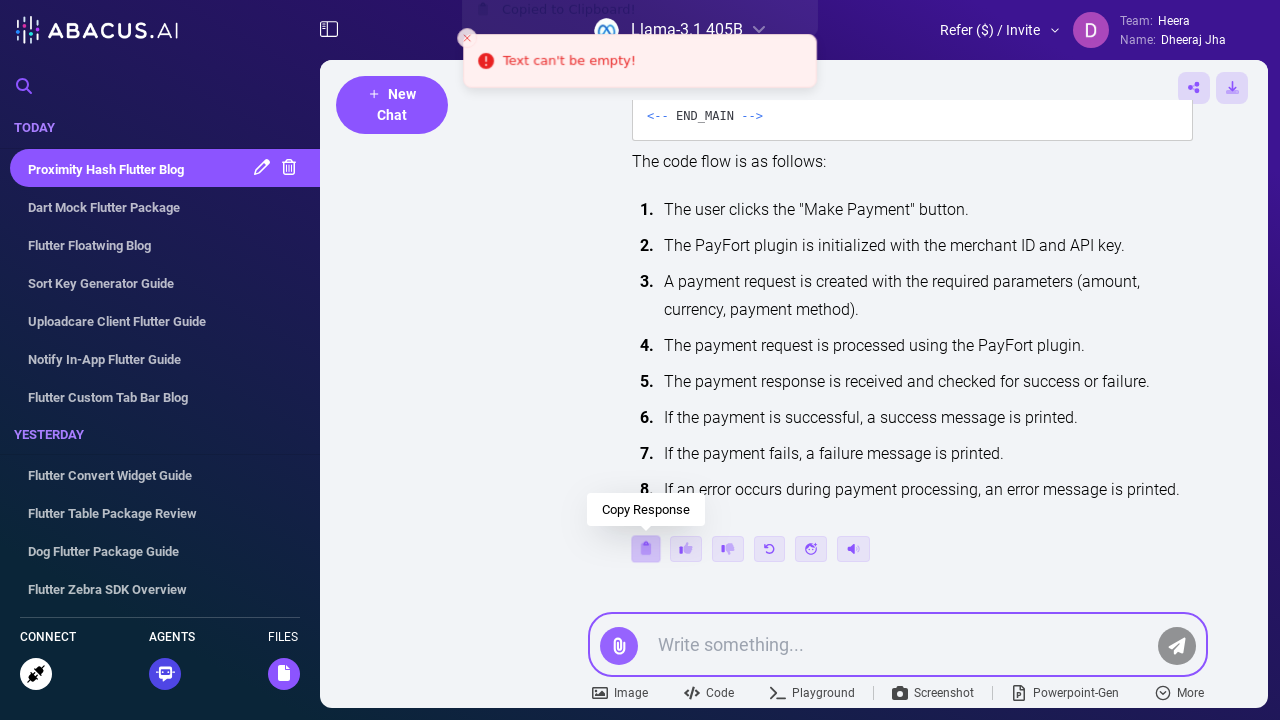 ABACUS.AI
Copied to Clipboard!
Llama-3.1 405B
Text can't be empty!
Refer ($) / Invite
D
Team: Heera
Name: Dheeraj Jha
TODAY
Proximity Hash Flutter Blog
Dart Mock Flutter Package
Flutter Floatwing Blog
Sort Key Generator Guide
Uploadcare Client Flutter Guide
Notify In-App Flutter Guide
Flutter Custom Tab Bar Blog
YESTERDAY
Flutter Convert Widget Guide
Flutter Table Package Review
Dog Flutter Package Guide
Flutter Zebra SDK Overview
CONNECT
AGENTS
FILES
+ New
Chat
<-- END_MAIN -->
The code flow is as follows:
1. The user clicks the "Make Payment" button.
2. The PayFort plugin is initialized with the merchant ID and API key.
3. A payment request is created with the required parameters (amount,
currency, payment method).
4. The payment request is processed using the PayFort plugin.
5. The payment response is received and checked for success or failure.
6. If the payment is successful, a success message is printed.
7. If the payment fails, a failure message is printed.
8. If an error occurs during payment processing, an error message is printed.
Copy Response
Write something...
Image
Code
Playground
Screenshot
Powerpoint-Gen
More